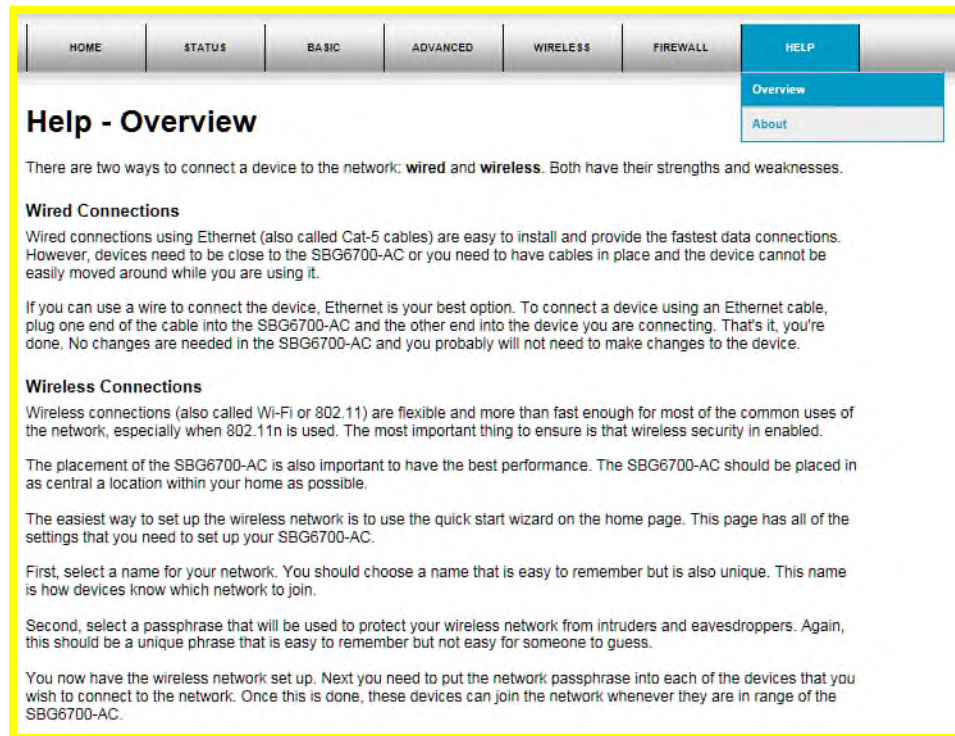 HOME STATUS BASIC ADVANCED WIRELESS FIREWALL HELP
Overview
About
Help - Overview
There are two ways to connect a device to the network: wired and wireless. Both have their strengths and weaknesses.
Wired Connections
Wired connections using Ethernet (also called Cat-5 cables) are easy to install and provide the fastest data connections.
However, devices need to be close to the SBG6700-AC or you need to have cables in place and the device cannot be
easily moved around while you are using it.
If you can use a wire to connect the device, Ethernet is your best option. To connect a device using an Ethernet cable,
plug one end of the cable into the SBG6700-AC and the other end into the device you are connecting. That's it, you're
done. No changes are needed in the SBG6700-AC and you probably will not need to make changes to the device.
Wireless Connections
Wireless connections (also called Wi-Fi or 802.11) are flexible and more than fast enough for most of the common uses of
the network, especially when 802.11n is used. The most important thing to ensure is that wireless security in enabled.
The placement of the SBG6700-AC is also important to have the best performance. The SBG6700-AC should be placed in
as central a location within your home as possible.
The easiest way to set up the wireless network is to use the quick start wizard on the home page. This page has all of the
settings that you need to set up your SBG6700-AC.
First, select a name for your network. You should choose a name that is easy to remember but is also unique. This name
is how devices know which network to join.
Second, select a passphrase that will be used to protect your wireless network from intruders and eavesdroppers. Again,
this should be a unique phrase that is easy to remember but not easy for someone to guess.
You now have the wireless network set up. Next you need to put the network passphrase into each of the devices that you
wish to connect to the network. Once this is done, these devices can join the network whenever they are in range of the
SBG6700-AC.